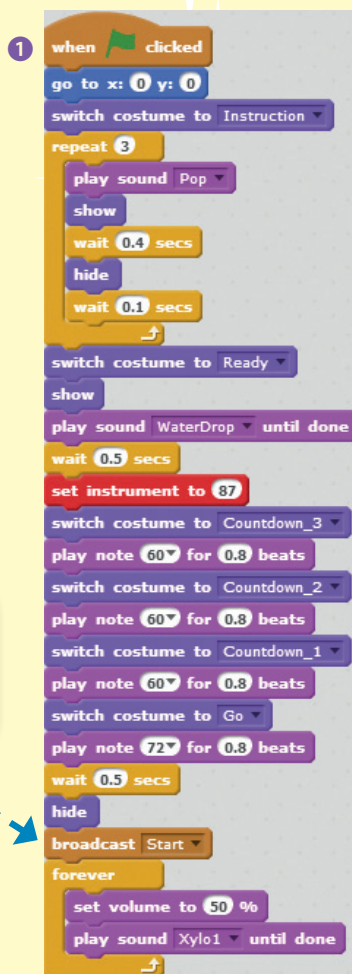 1
when clicked
go to x: 0 y: 0
switch costume to Instruction
repeat 3
play sound Pop
show
wait 0.4 secs
hide
wait 0.1 secs
switch costume to Ready
show
play sound WaterDrop until done
wait 0.5 secs
set instrument to 87
switch costume to Countdown_3
play note 60 for 0.8 beats
switch costume to Countdown_2
play note 60 for 0.8 beats
switch costume to Countdown_1
play note 60 for 0.8 beats
switch costume to Go
play note 72 for 0.8 beats
wait 0.5 secs
hide
broadcast Start
forever
set volume to 50 %
play sound Xylo1 until done